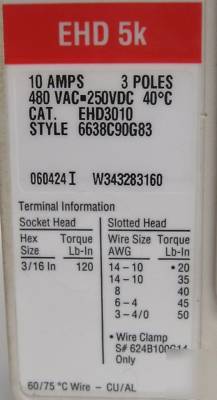 EHD 5k
10 AMPS 3 POLES
480 VAC▪250VDC 40°C
CAT. EHD3010
STYLE 6638C90G83
060424 I W343283160
Terminal Information
Socket Head Slotted Head
Hex Torque Wire Size Torque
Size Lb-In AWG Lb-In
3/16 In 120 14-10 •20
14-10 35
8 40
6-4 45
3-4/0 50
• Wire Clamp
S# 624B100G14
Only
60/75 °C Wire - CU/AL